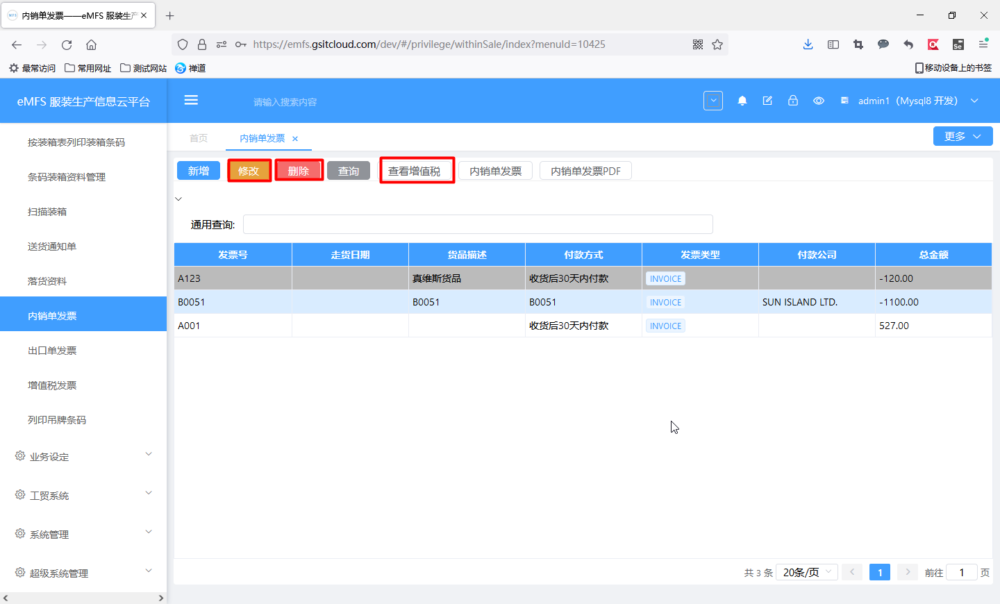 内销单发票——eMFS 服装生产
https://emfs.gsitcloud.com/dev/#/privilege/withinSale/index?menuId=10425
最常访问 常用网址 测试网站 禅道 移动设备上的书签
eMFS 服装生产信息云平台
请输入搜索内容
admin1（Mysql8 开发）
首页 内销单发票 更多
按装箱表列印装箱条码
条码装箱资料管理
扫描装箱
送货通知单
落货资料
内销单发票
出口单发票
增值税发票
列印吊牌条码
业务设定
工贸系统
系统管理
超级系统管理
新增 修改 删除 查询 查看增值税 内销单发票 内销单发票PDF
通用查询:
发票号 走货日期 货品描述 付款方式 发票类型 付款公司 总金额
A123 真维斯货品 收货后30天内付款 INVOICE -120.00
B0051 B0051 B0051 INVOICE SUN ISLAND LTD. -1100.00
A001 收货后30天内付款 INVOICE 527.00
共 3 条 20条/页 1 前往 1 页